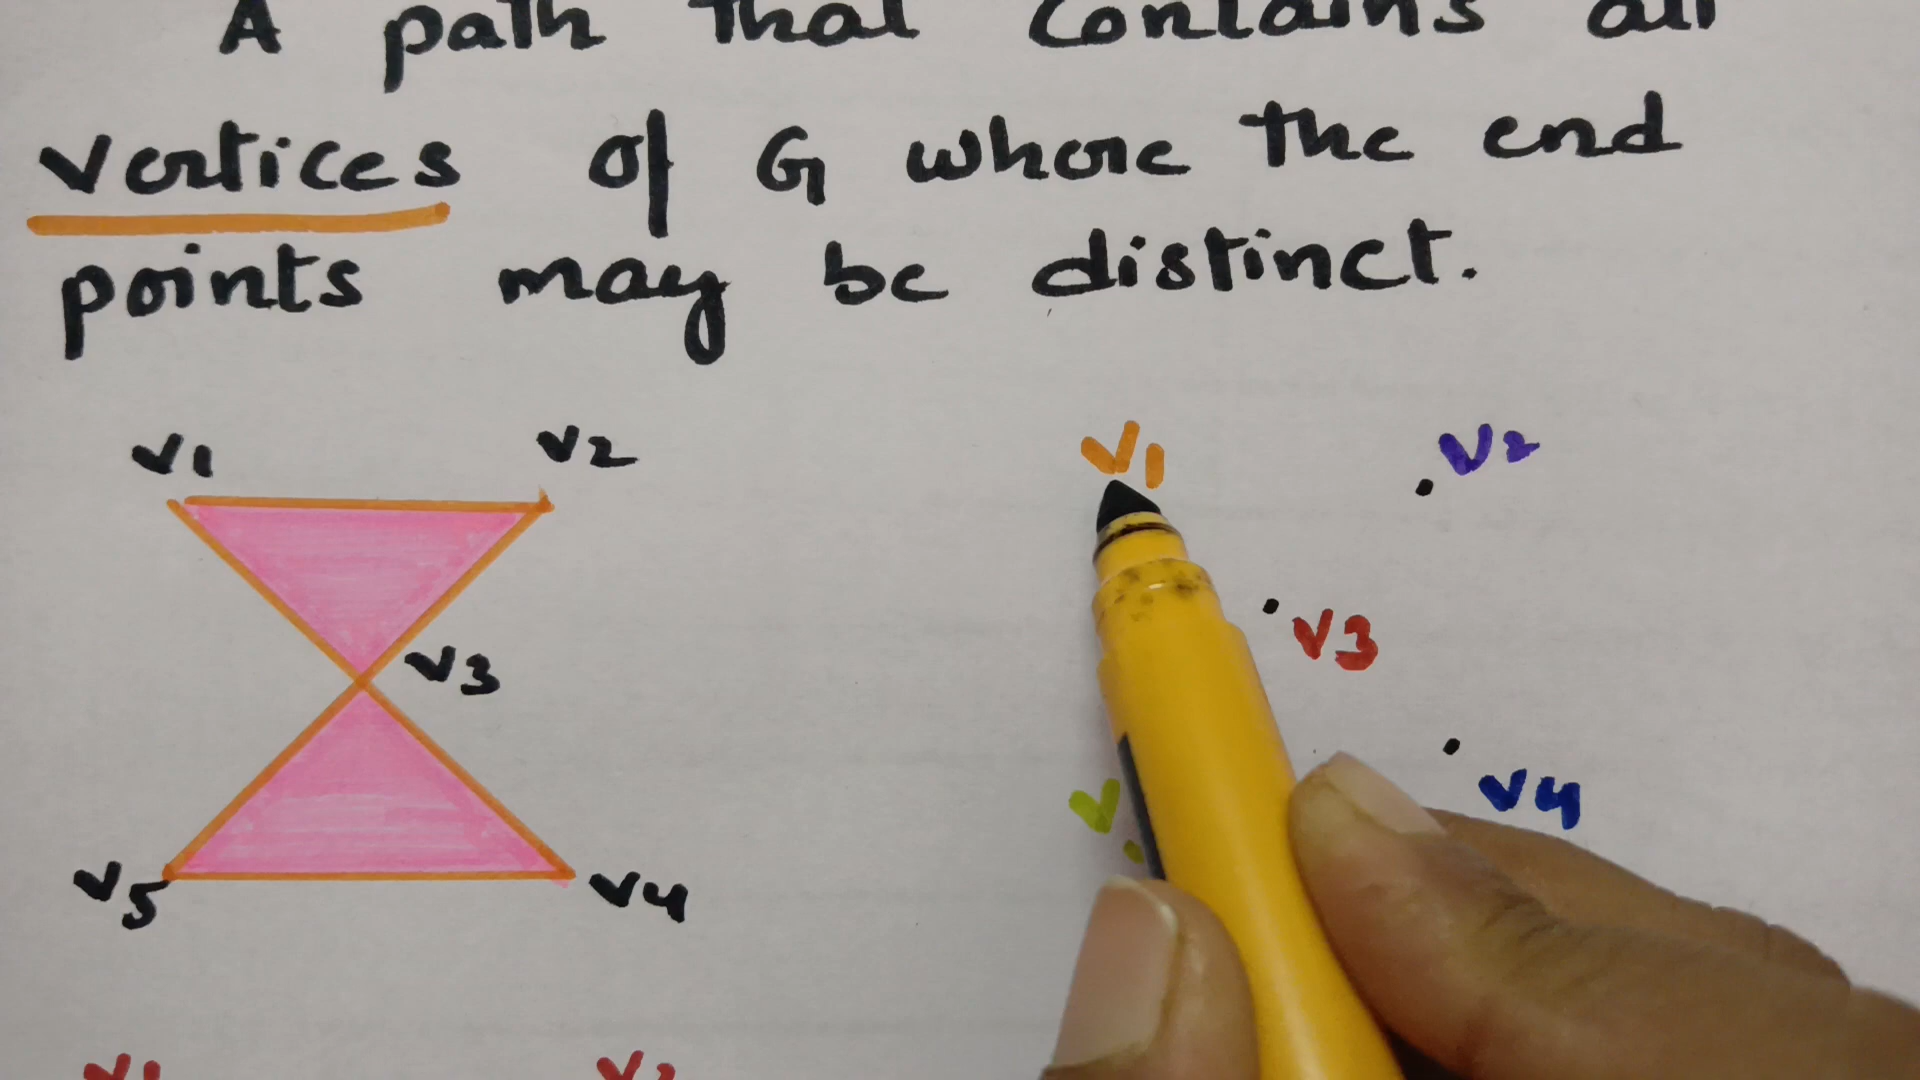 A path that contains all
vertices of G where the end
points may be distinct.
v1 v2
v3
v5 v4
V1 V2
V3
V4
V